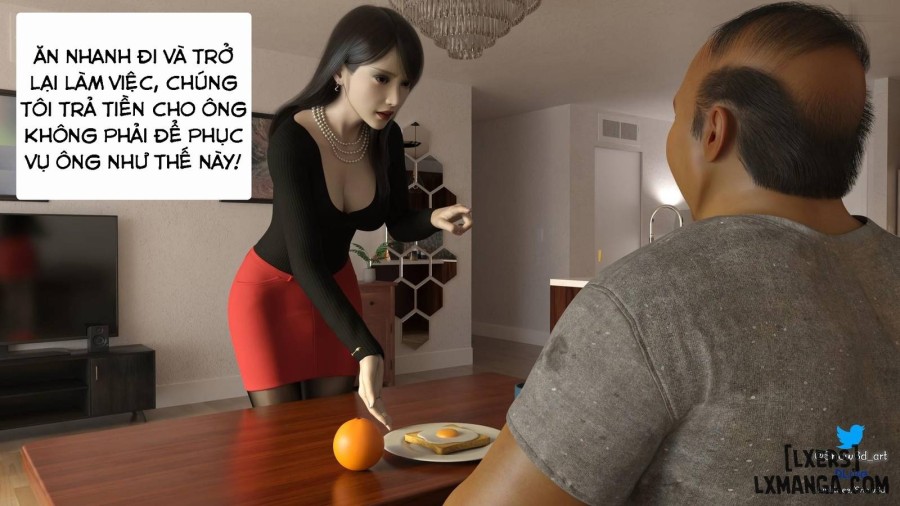 ĂN NHANH ĐI VÀ TRỞ
LẠI LÀM VIỆC, CHÚNG
TÔI TRẢ TIỀN CHO ÔNG
KHÔNG PHẢI ĐỂ PHỤC
VỤ ÔNG NHƯ THẾ NÀY!
[LXERS]
LXMANGA.COM